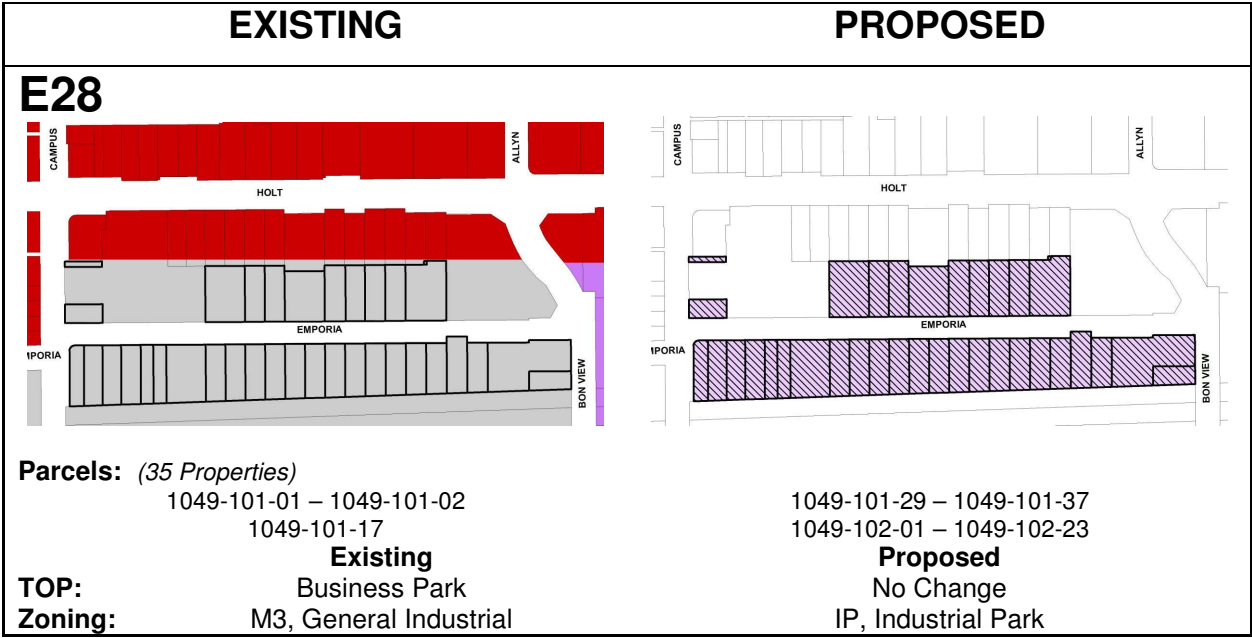 EXISTING
PROPOSED
E28
CAMPUS
ALLYN
HOLT
EMPORIA
MPORIA
BON VIEW
CAMPUS
ALLYN
HOLT
EMPORIA
MPORIA
BON VIEW
Parcels: (35 Properties)
1049-101-01 – 1049-101-02 1049-101-29 – 1049-101-37
1049-101-17 1049-102-01 – 1049-102-23
Existing Proposed
TOP: Business Park No Change
Zoning: M3, General Industrial IP, Industrial Park